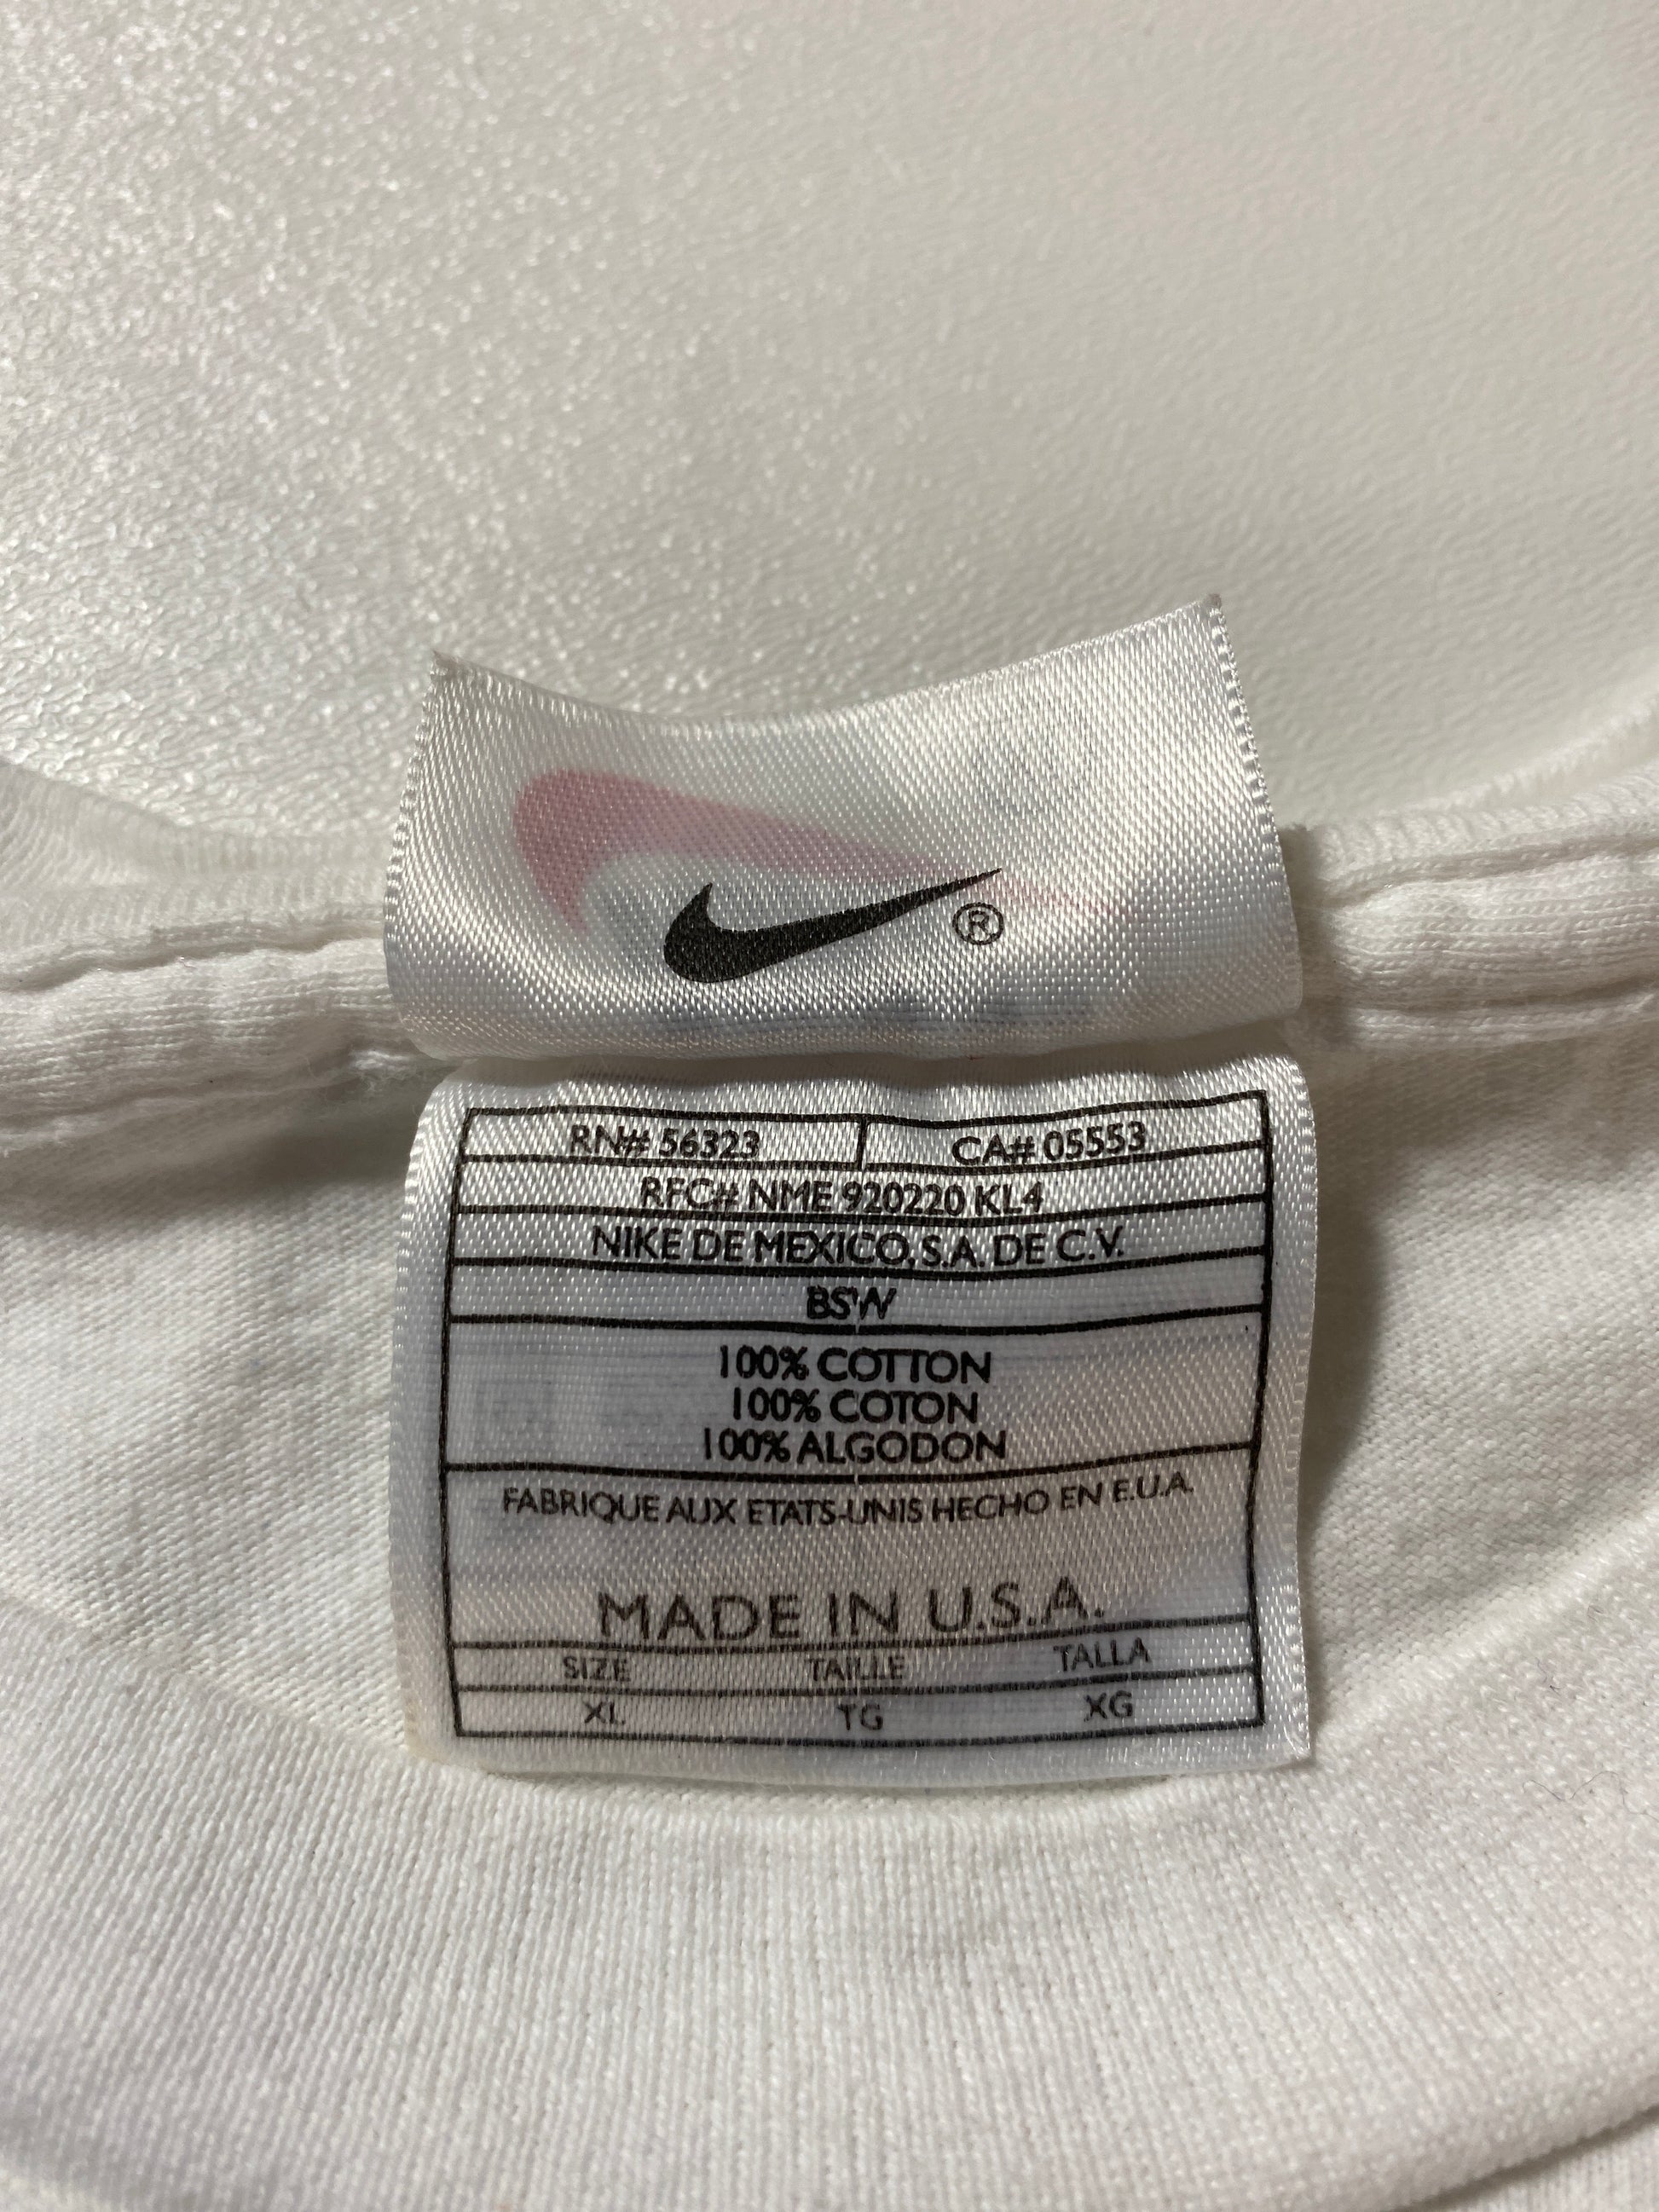 ®
RN# 56323 CA# 05553
RFC# NME 920220 KL4
NIKE DE MEXICO, S.A. DE C.V.
BSW
100% COTTON
100% COTON
100% ALGODON
FABRIQUE AUX ETATS-UNIS HECHO EN E.U.A.
MADE IN U.S.A.
SIZE TAILLE TALLA
XL TG XG